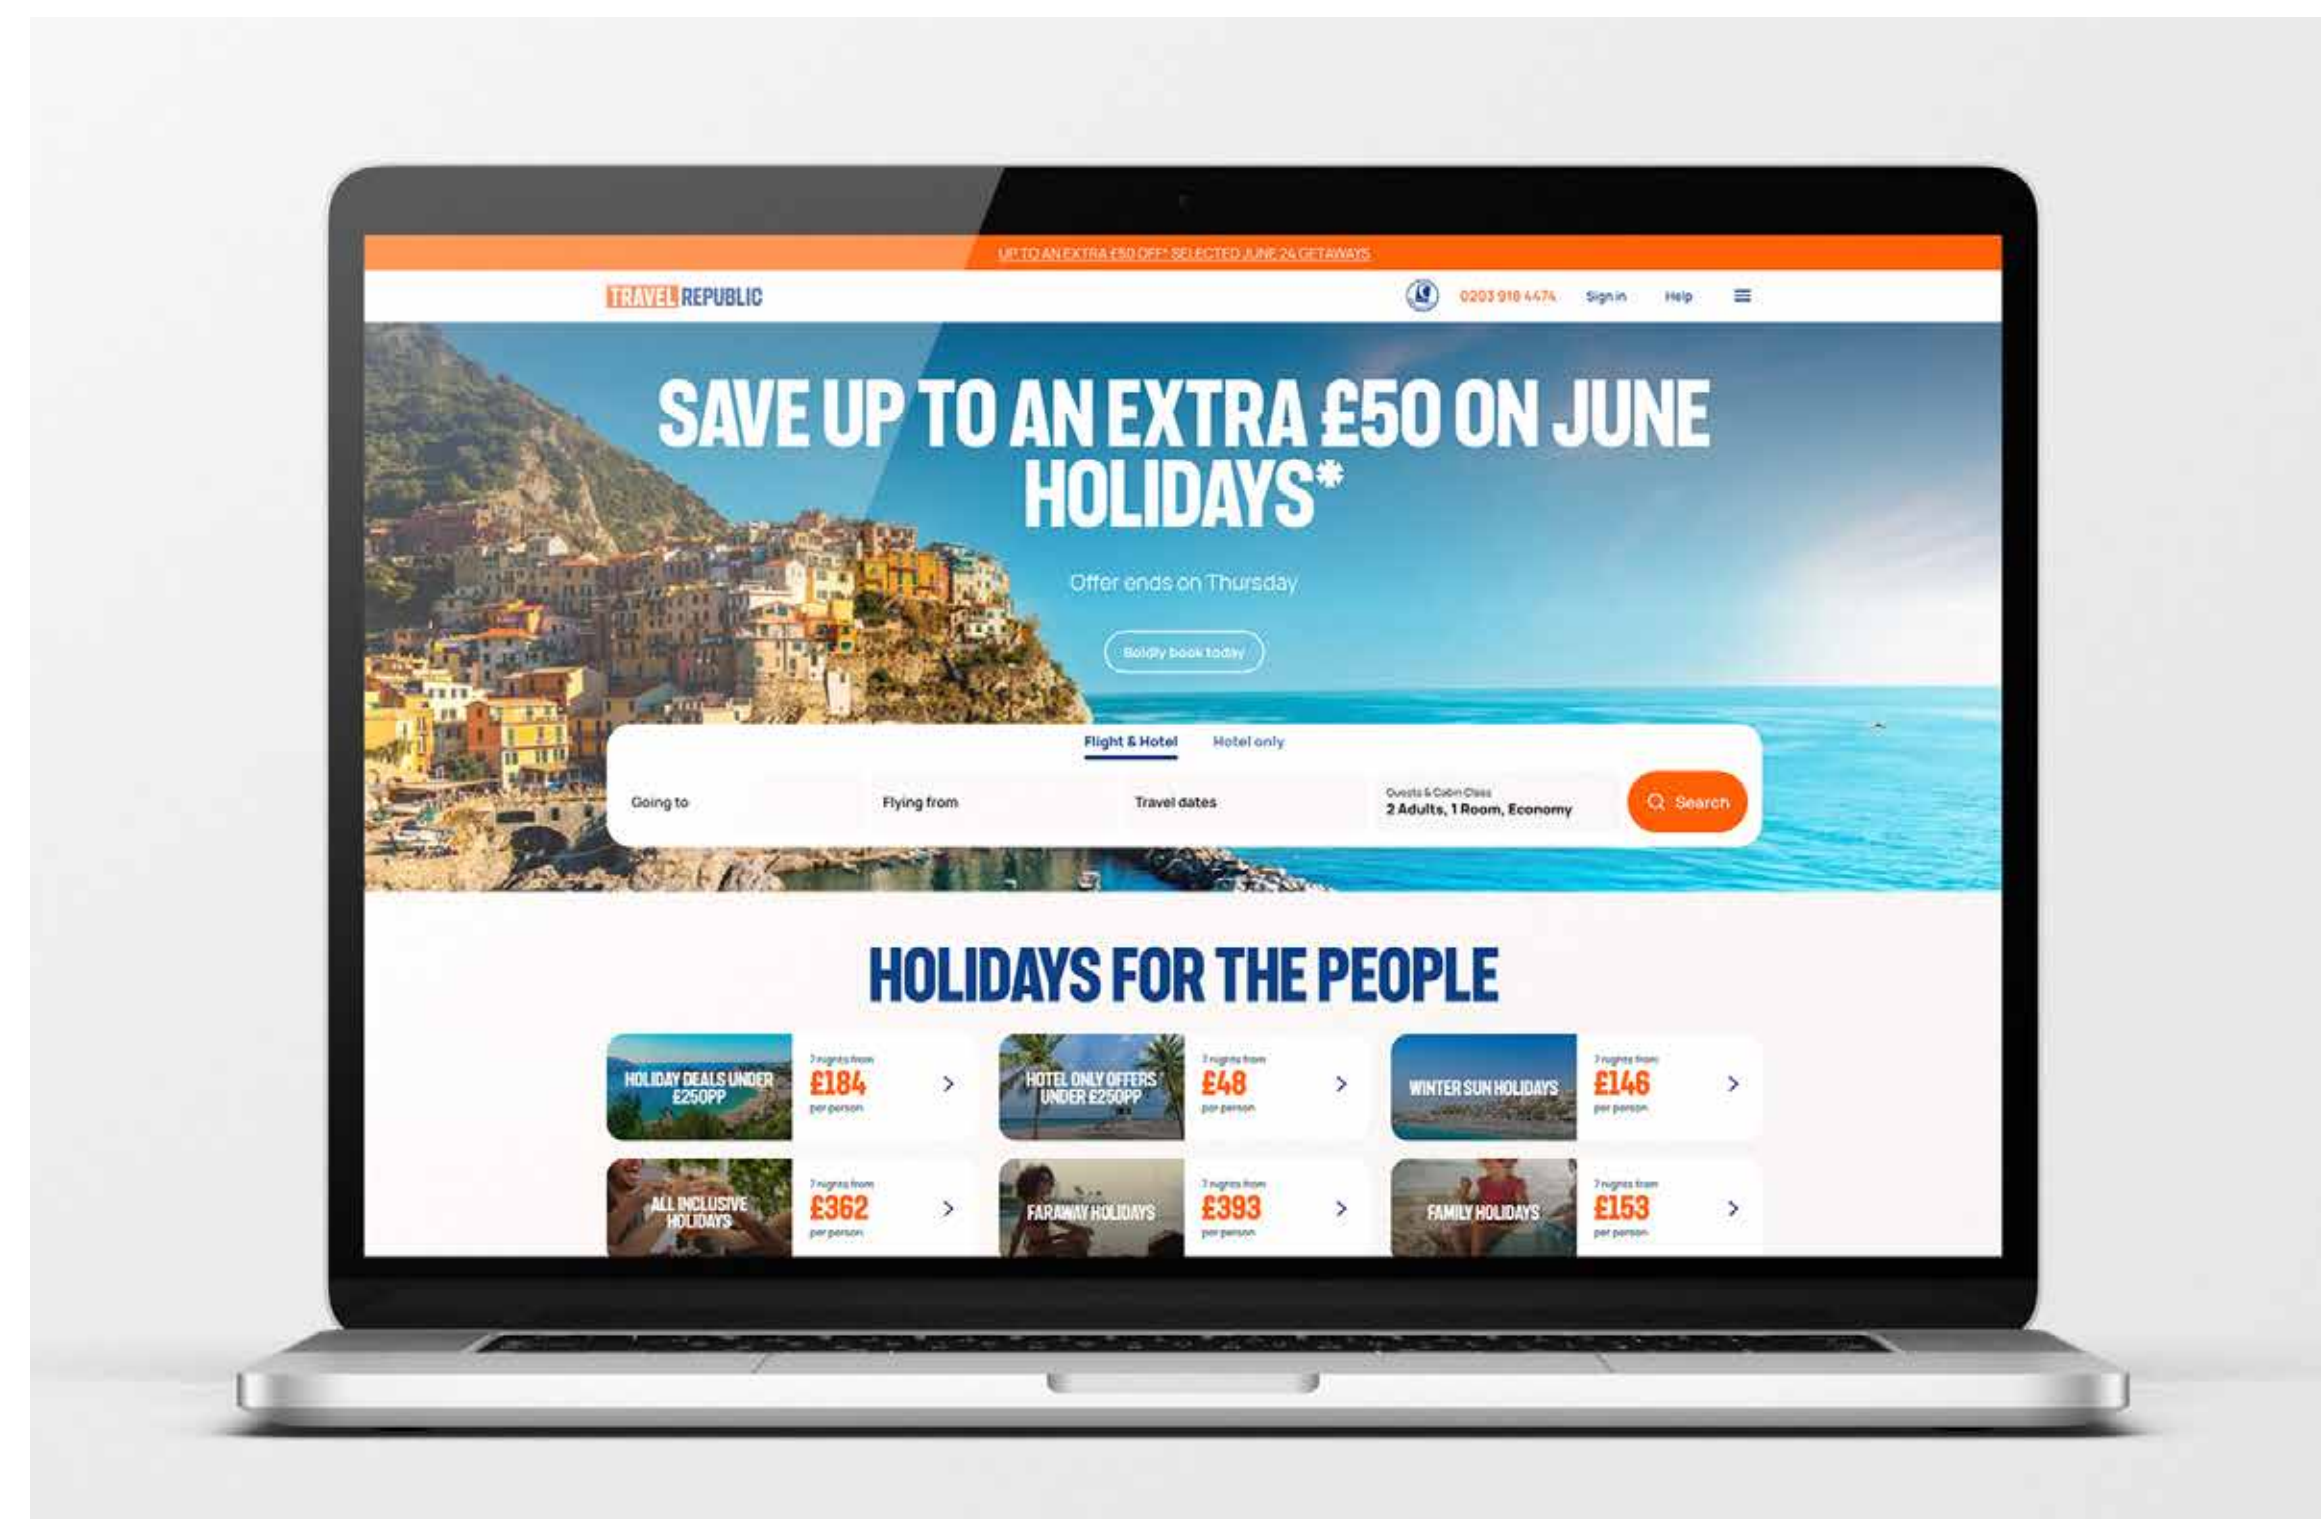 UP TO AN EXTRA £50 OFF* SELECTED JUNE 24 GETAWAYS
TRAVEL REPUBLIC
0203 918 4474 Sign in Help
SAVE UP TO AN EXTRA £50 ON JUNE
HOLIDAYS*
Offer ends on Thursday
Boldly book today
Flight & Hotel Hotel only
Going to
Flying from
Travel dates
Guests & Cabin Class
2 Adults, 1 Room, Economy
Search
HOLIDAYS FOR THE PEOPLE
HOLIDAY DEALS UNDER
£250PP
7 nights from
£184
per person
HOTEL ONLY OFFERS
UNDER £250PP
7 nights from
£48
per person
WINTER SUN HOLIDAYS
7 nights from
£146
per person
ALL INCLUSIVE
HOLIDAYS
7 nights from
£362
per person
FARAWAY HOLIDAYS
7 nights from
£393
per person
FAMILY HOLIDAYS
7 nights from
£153
per person